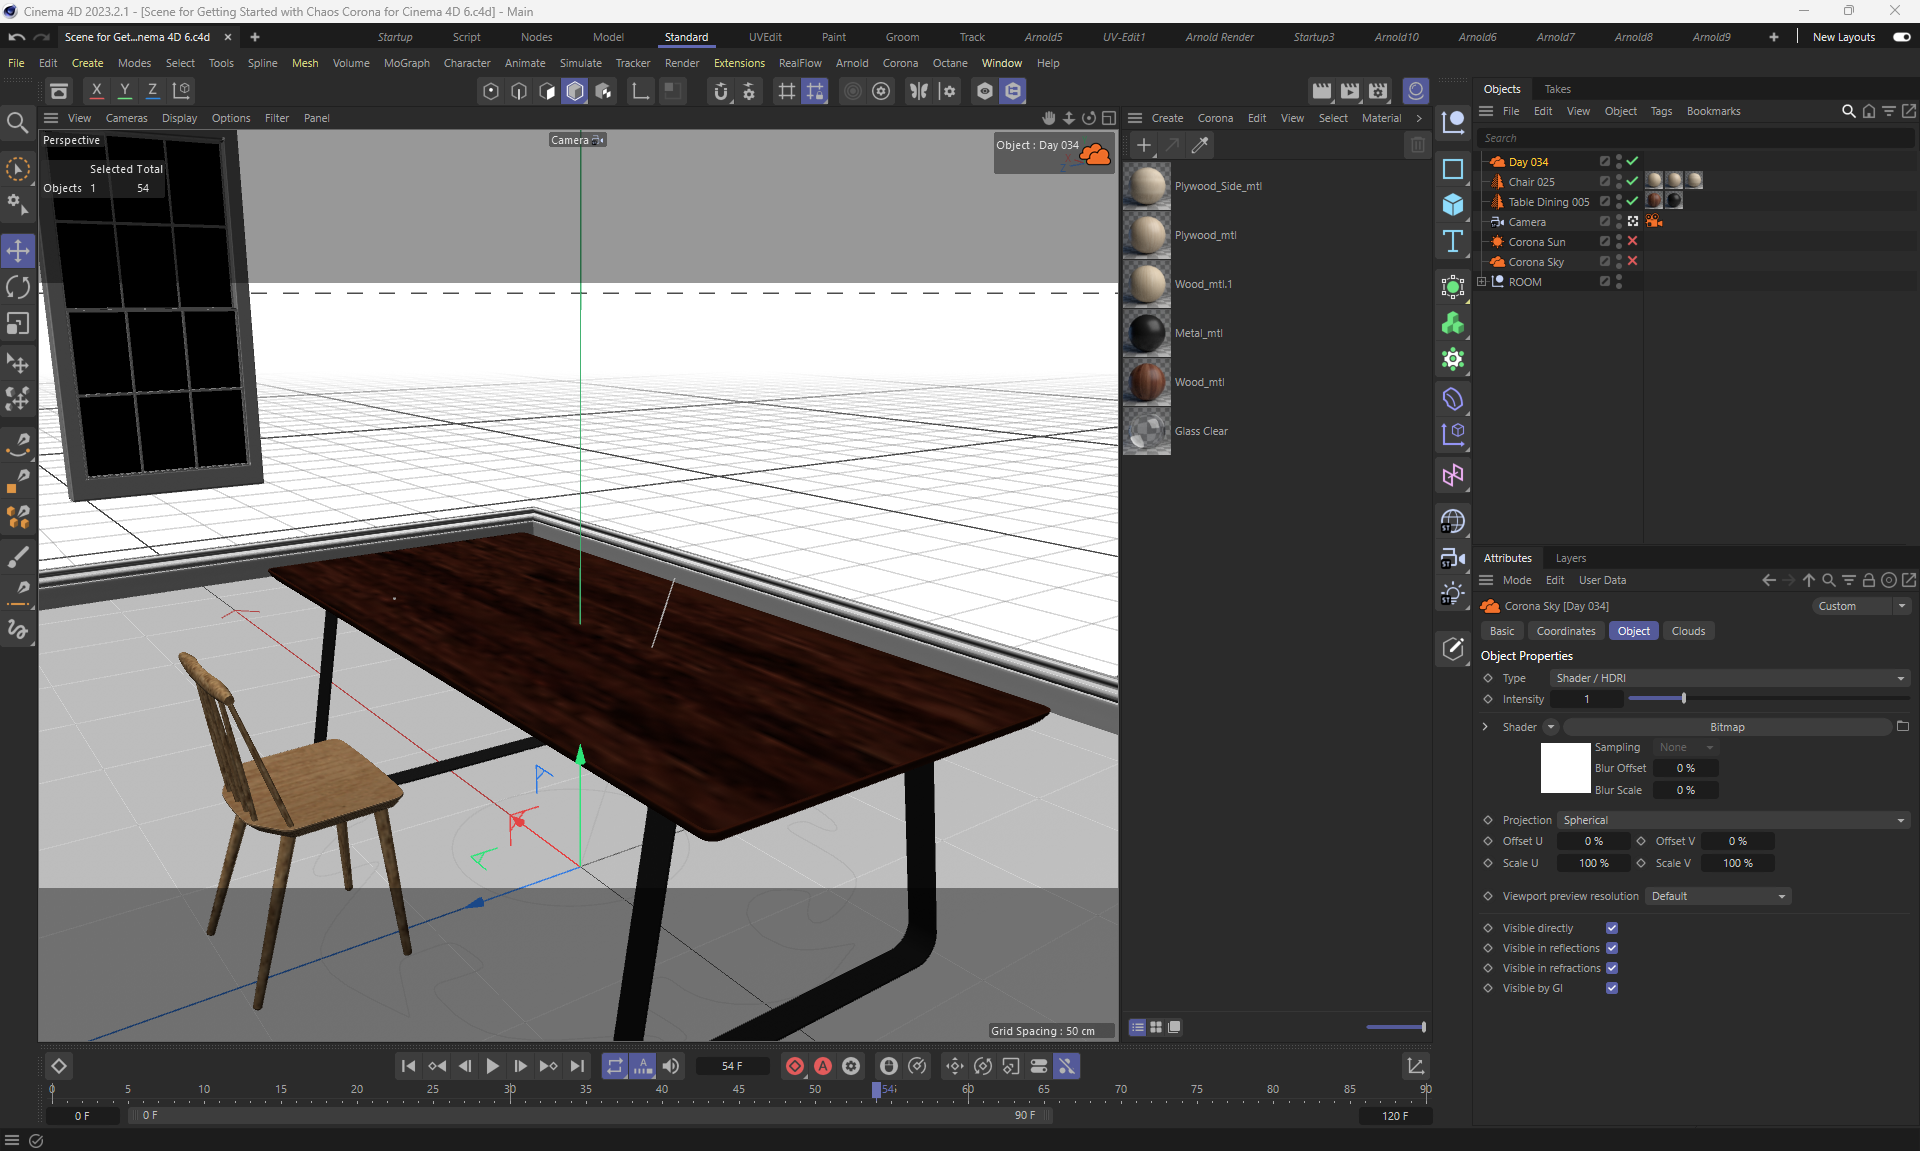 Cinema 4D 2023.2.1 - [Scene for Getting Started with Chaos Corona for Cinema 4D 6.c4d] - Main
Scene for Get...nema 4D 6.c4d
Startup Script Nodes Model Standard UVEdit Paint Groom Track Arnold5 UV-Edit1 Arnold Render Startup3 Arnold10 Arnold6 Arnold7 Arnold8 Arnold9 New Layouts
File Edit Create Modes Select Tools Spline Mesh Volume MoGraph Character Animate Simulate Tracker Render Extensions RealFlow Arnold Corona Octane Window Help
X Y Z
View Cameras Display Options Filter Panel
Perspective
Camera
Object : Day 034
Selected Total
Objects 1 54
Grid Spacing : 50 cm
Create Corona Edit View Select Material
Plywood_Side_mtl
Plywood_mtl
Wood_mtl.1
Metal_mtl
Wood_mtl
Glass Clear
Objects Takes
File Edit View Object Tags Bookmarks
Search
Day 034
Chair 025
Table Dining 005
Camera
Corona Sun
Corona Sky
ROOM
Attributes Layers
Mode Edit User Data
Corona Sky [Day 034]
Custom
Basic Coordinates Object Clouds
Object Properties
Type Shader / HDRI
Intensity 1
Shader Bitmap
Sampling None
Blur Offset 0 %
Blur Scale 0 %
Projection Spherical
Offset U 0 % Offset V 0 %
Scale U 100 % Scale V 100 %
Viewport preview resolution Default
Visible directly
Visible in reflections
Visible in refractions
Visible by GI
54 F
0 5 10 15 20 25 30 35 40 45 50 54 60 65 70 75 80 85 90
0 F 0 F 90 F 120 F